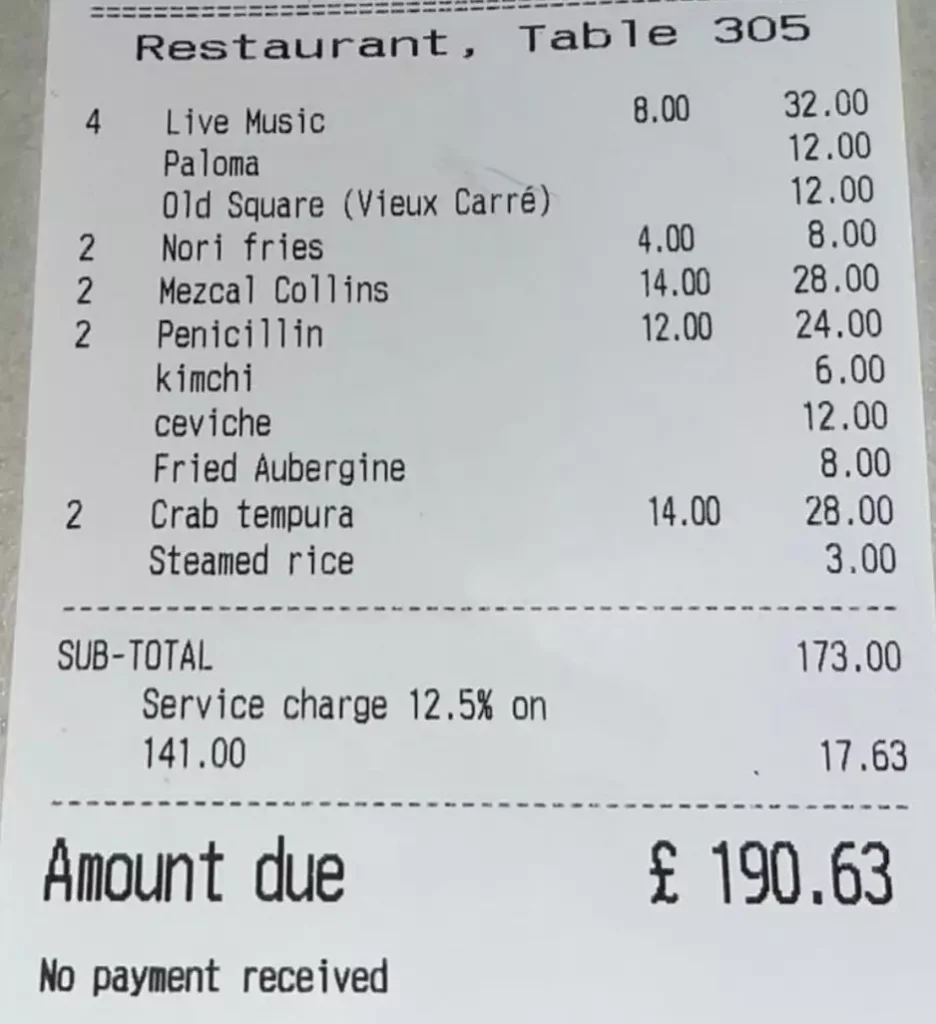 Restaurant, Table 305
4 Live Music 8.00 32.00
Paloma 12.00
Old Square (Vieux Carré) 12.00
2 Nori fries 4.00 8.00
2 Mezcal Collins 14.00 28.00
2 Penicillin 12.00 24.00
kimchi 6.00
ceviche 12.00
Fried Aubergine 8.00
2 Crab tempura 14.00 28.00
Steamed rice 3.00
SUB-TOTAL 173.00
Service charge 12.5% on
141.00 17.63
Amount due £ 190.63
No payment received